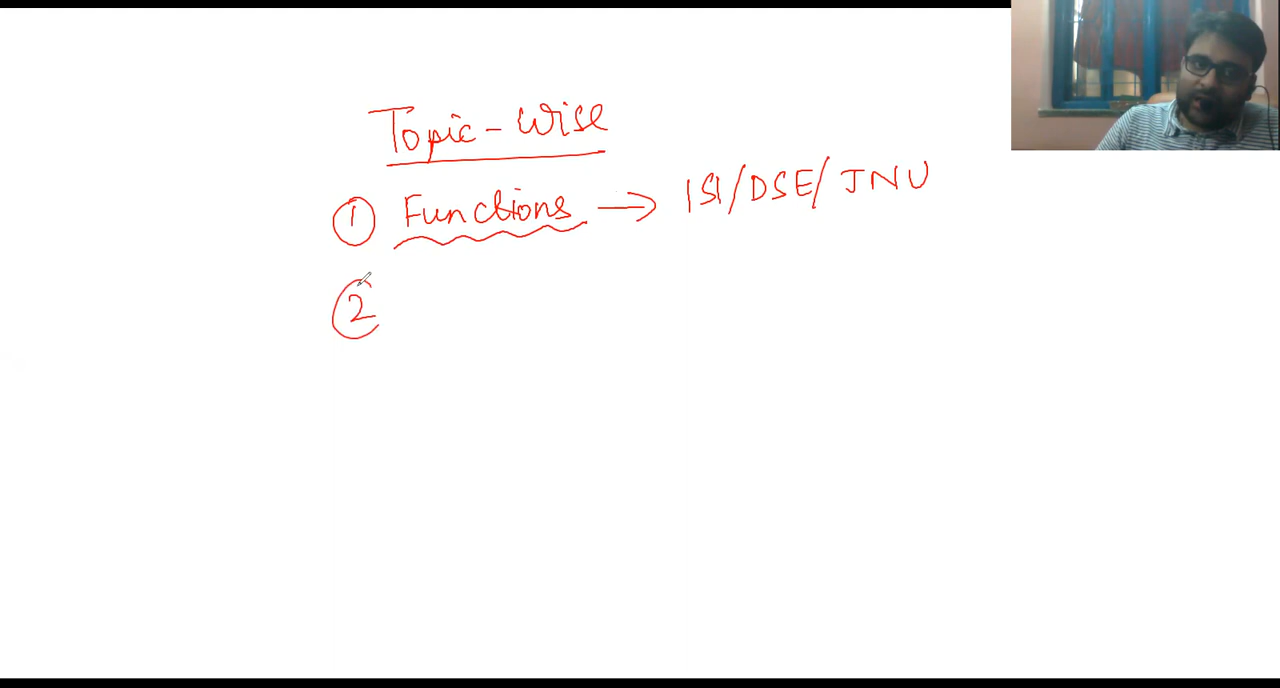 Topic-Wise
① Functions → ISI/DSE/JNU
②